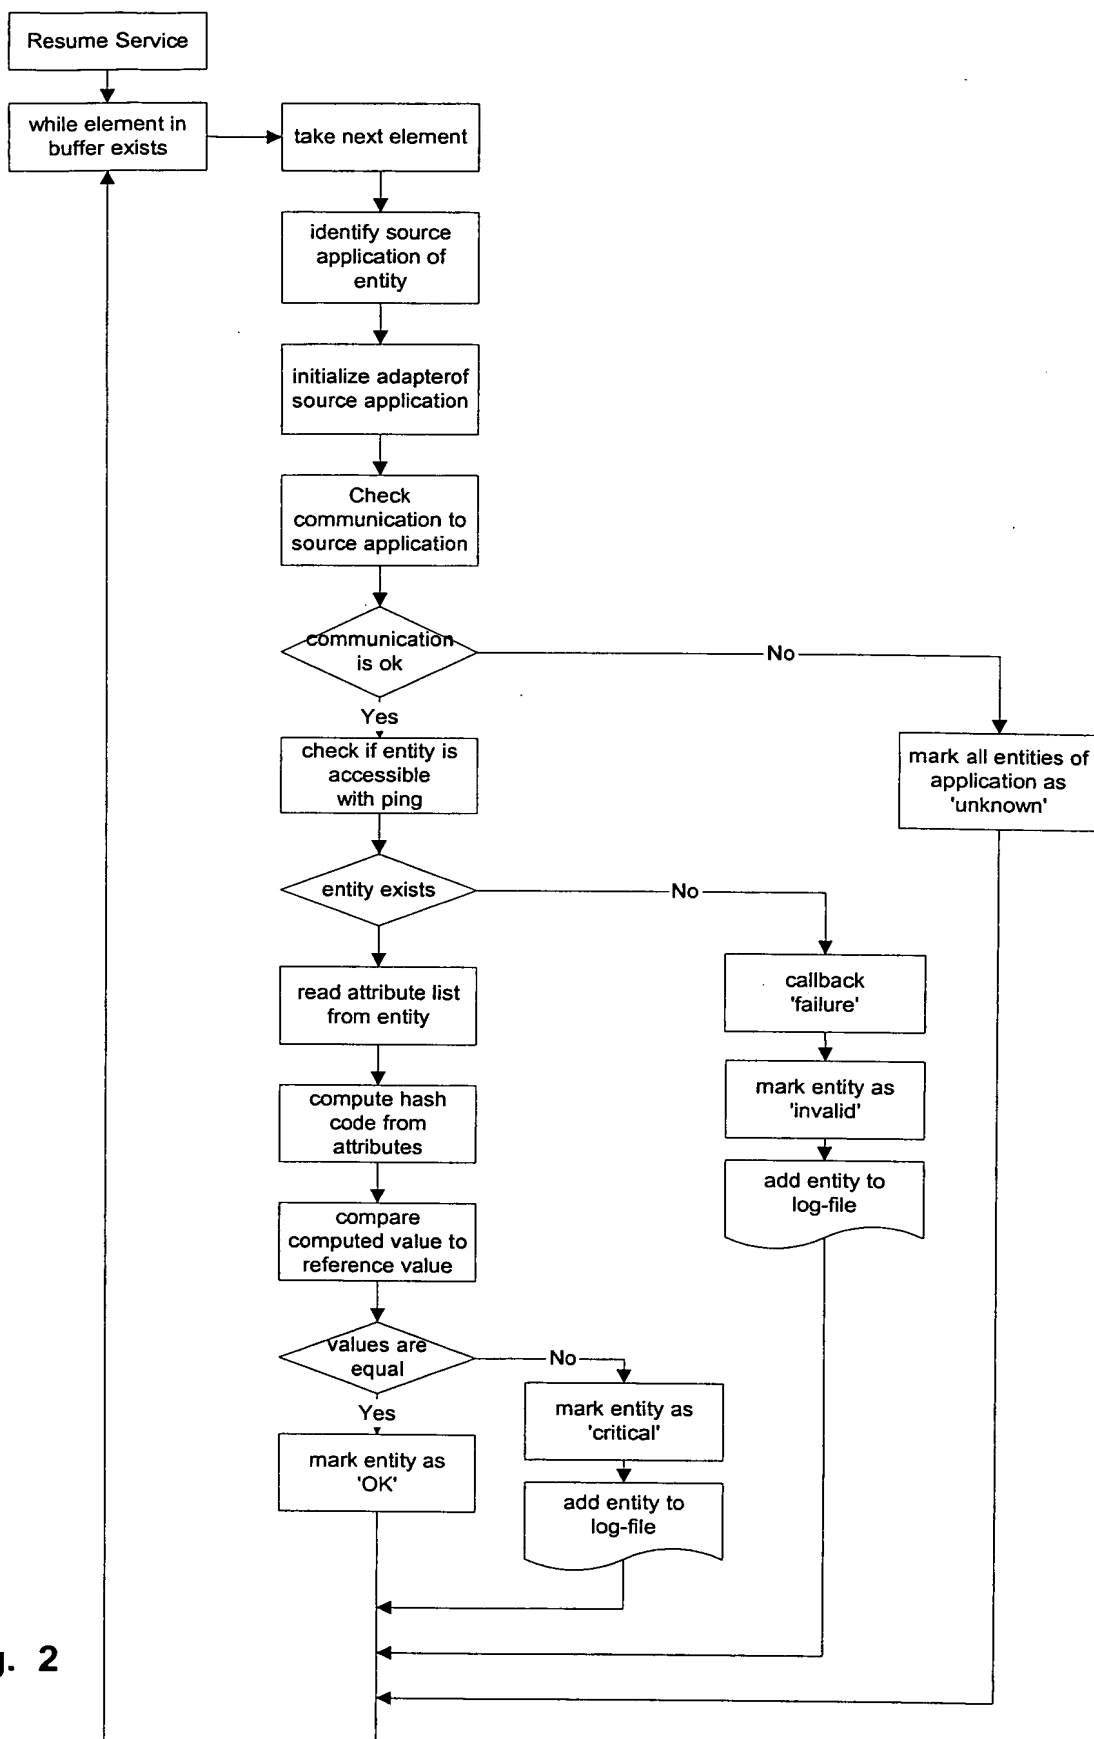 Resume Service
while element in
buffer exists
take next element
identify source
application of
entity
initialize adapterof
source application
Check
communication to
source application
communication
is ok
No
Yes
check if entity is
accessible
with ping
mark all entities of
application as
'unknown'
entity exists
No
read attribute list
from entity
callback
'failure'
compute hash
code from
attributes
mark entity as
'invalid'
add entity to
log-file
compare
computed value to
reference value
values are
equal
No
Yes
mark entity as
'critical'
mark entity as
'OK'
add entity to
log-file
2